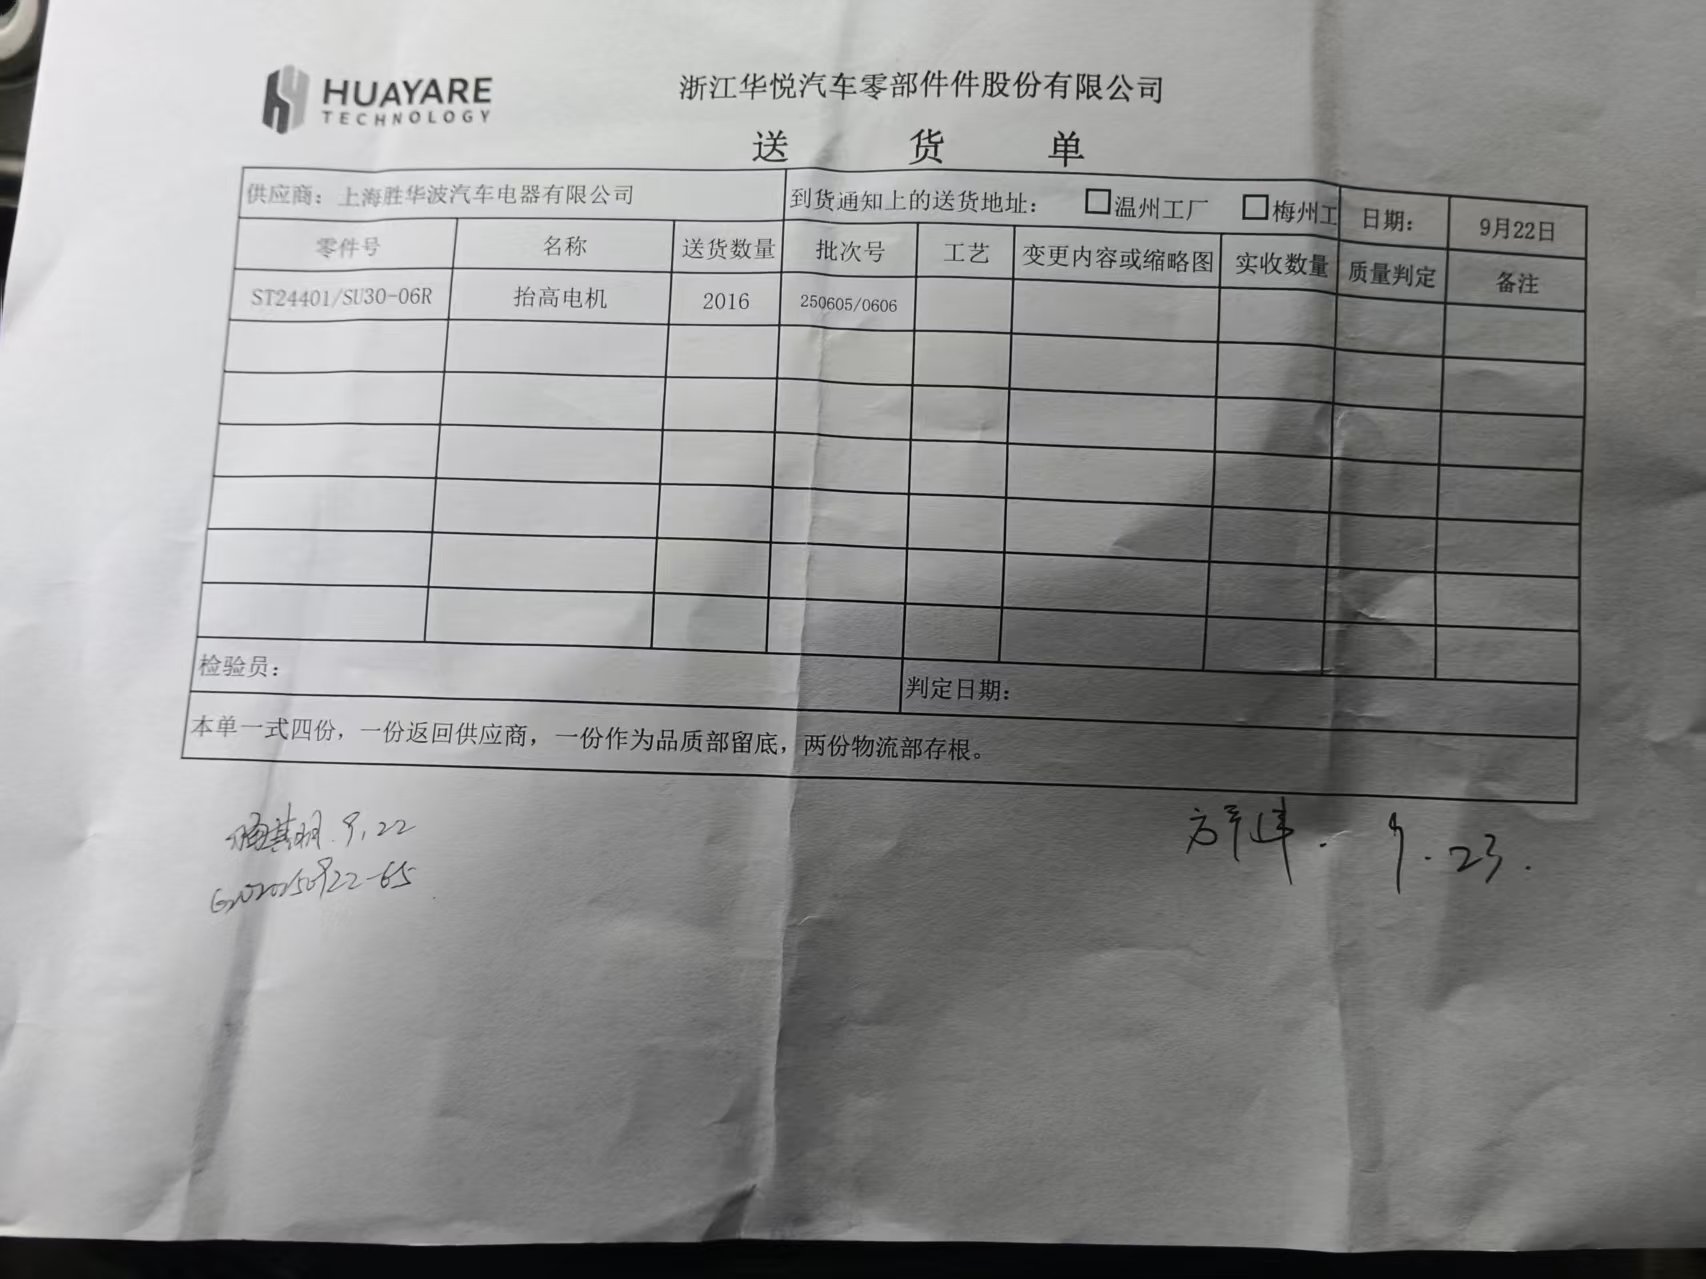 HUAYARE
TECHNOLOGY
浙江华悦汽车零部件件股份有限公司
送 货 单
供应商：上海胜华波汽车电器有限公司 到货通知上的送货地址： □温州工厂 □梅州工 日期： 9月22日
零件号 名称 送货数量 批次号 工艺 变更内容或缩略图 实收数量 质量判定 备注
ST24401/SU30-06R 抬高电机 2016 250605/0606
检验员： 判定日期：
本单一式四份，一份返回供应商，一份作为品质部留底，两份物流部存根。
9.22
9.23.